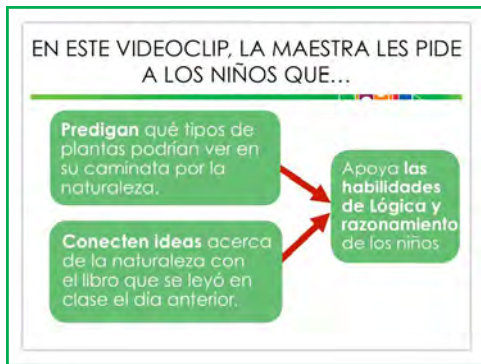 EN ESTE VIDEOCLIP, LA MAESTRA LES PIDE
A LOS NIÑOS QUE…
Predigan qué tipos de
plantas podrían ver en
su caminata por la
naturaleza.
Conecten ideas acerca
de la naturaleza con
el libro que se leyó en
clase el día anterior.
Apoya las
habilidades
de Lógica y
razonamiento
de los niños